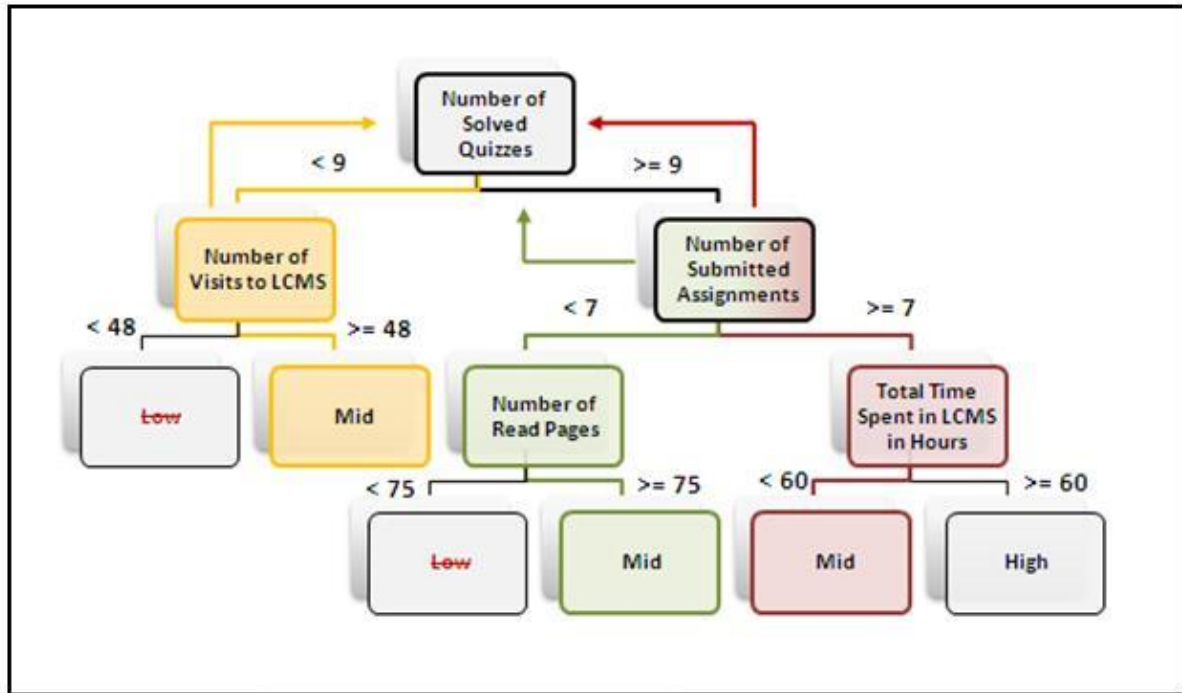 Number of
Solved
Quizzes
< 9
>= 9
Number of
Visits to LCMS
Number of
Submitted
Assignments
< 48
>= 48
< 7
>= 7
Low
Mid
Number of
Read Pages
Total Time
Spent in LCMS
in Hours
< 75
>= 75
< 60
>= 60
Low
Mid
Mid
High